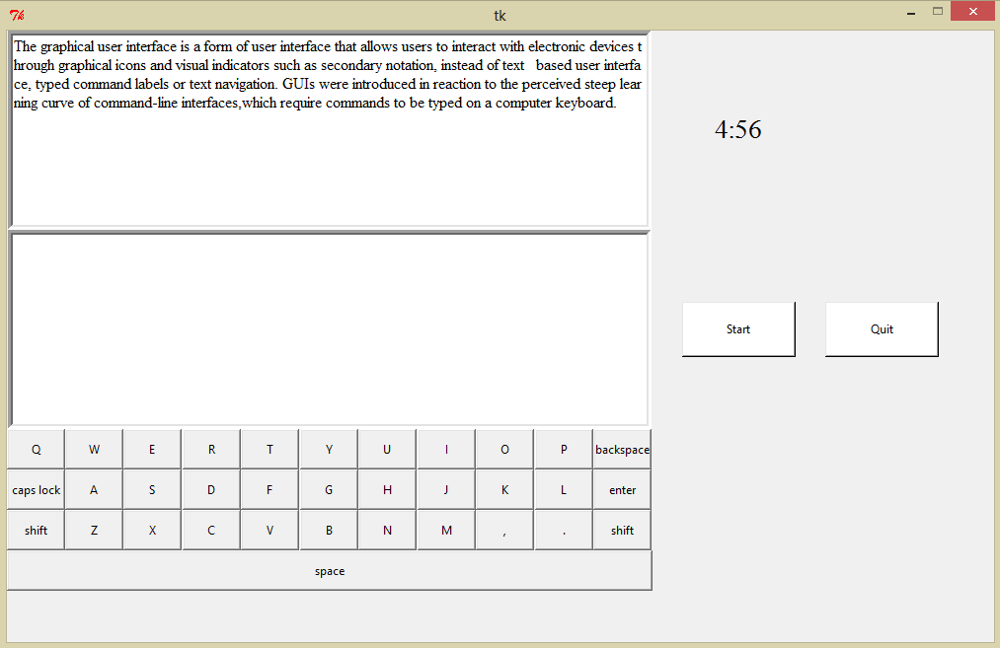 tk
The graphical user interface is a form of user interface that allows users to interact with electronic devices t
hrough graphical icons and visual indicators such as secondary notation, instead of text   based user interfa
ce, typed command labels or text navigation. GUIs were introduced in reaction to the perceived steep lear
ning curve of command-line interfaces,which require commands to be typed on a computer keyboard.
4:56
Start Quit
Q W E R T Y U I O P backspace
caps lock A S D F G H J K L enter
shift Z X C V B N M , . shift
space